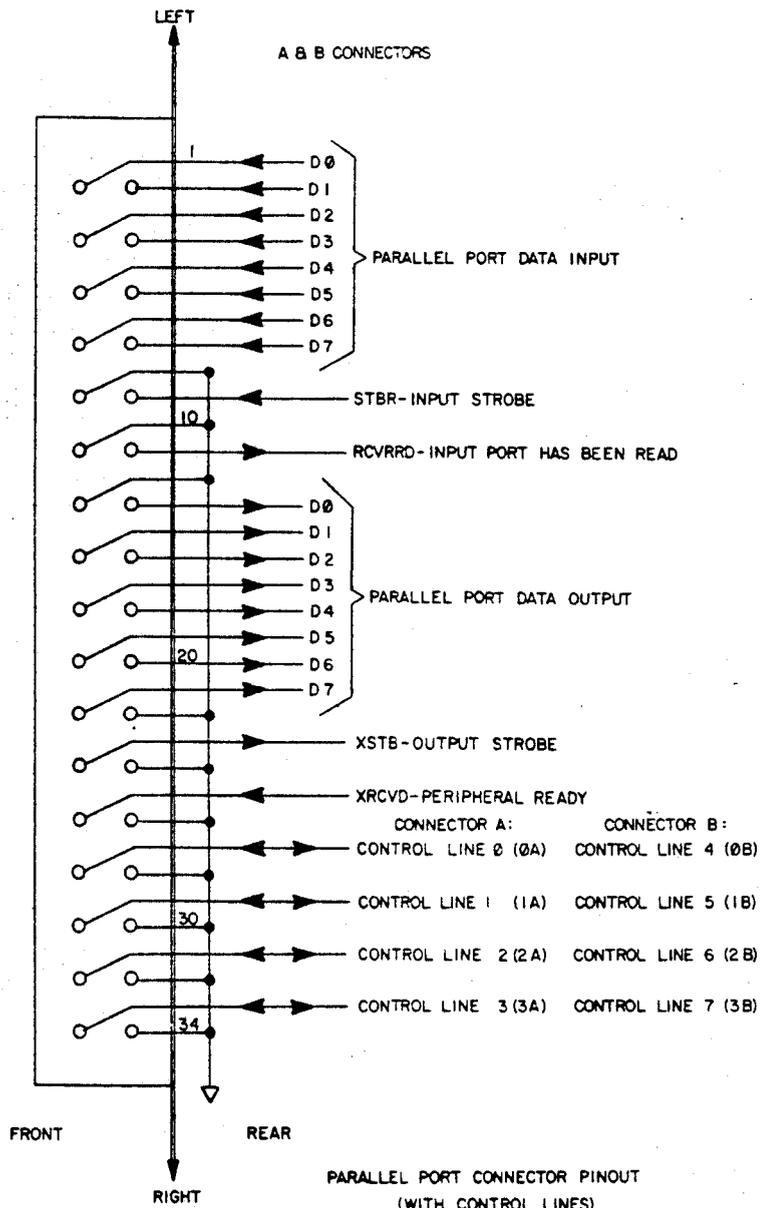 LEFT
A & B CONNECTORS
1
DØ
D1
D2
D3
D4
D5
D6
D7
PARALLEL PORT DATA INPUT
STBR-INPUT STROBE
10
RCVRRD-INPUT PORT HAS BEEN READ
DØ
D1
D2
D3
D4
D5
D6
D7
PARALLEL PORT DATA OUTPUT
20
XSTB-OUTPUT STROBE
XRCVD-PERIPHERAL READY
CONNECTOR A: CONNECTOR B:
CONTROL LINE Ø (ØA) CONTROL LINE 4 (ØB)
CONTROL LINE 1 (1A) CONTROL LINE 5 (1B)
30
CONTROL LINE 2 (2A) CONTROL LINE 6 (2B)
CONTROL LINE 3 (3A) CONTROL LINE 7 (3B)
34
FRONT REAR
RIGHT
PARALLEL PORT CONNECTOR PINOUT
(WITH CONTROL LINES)